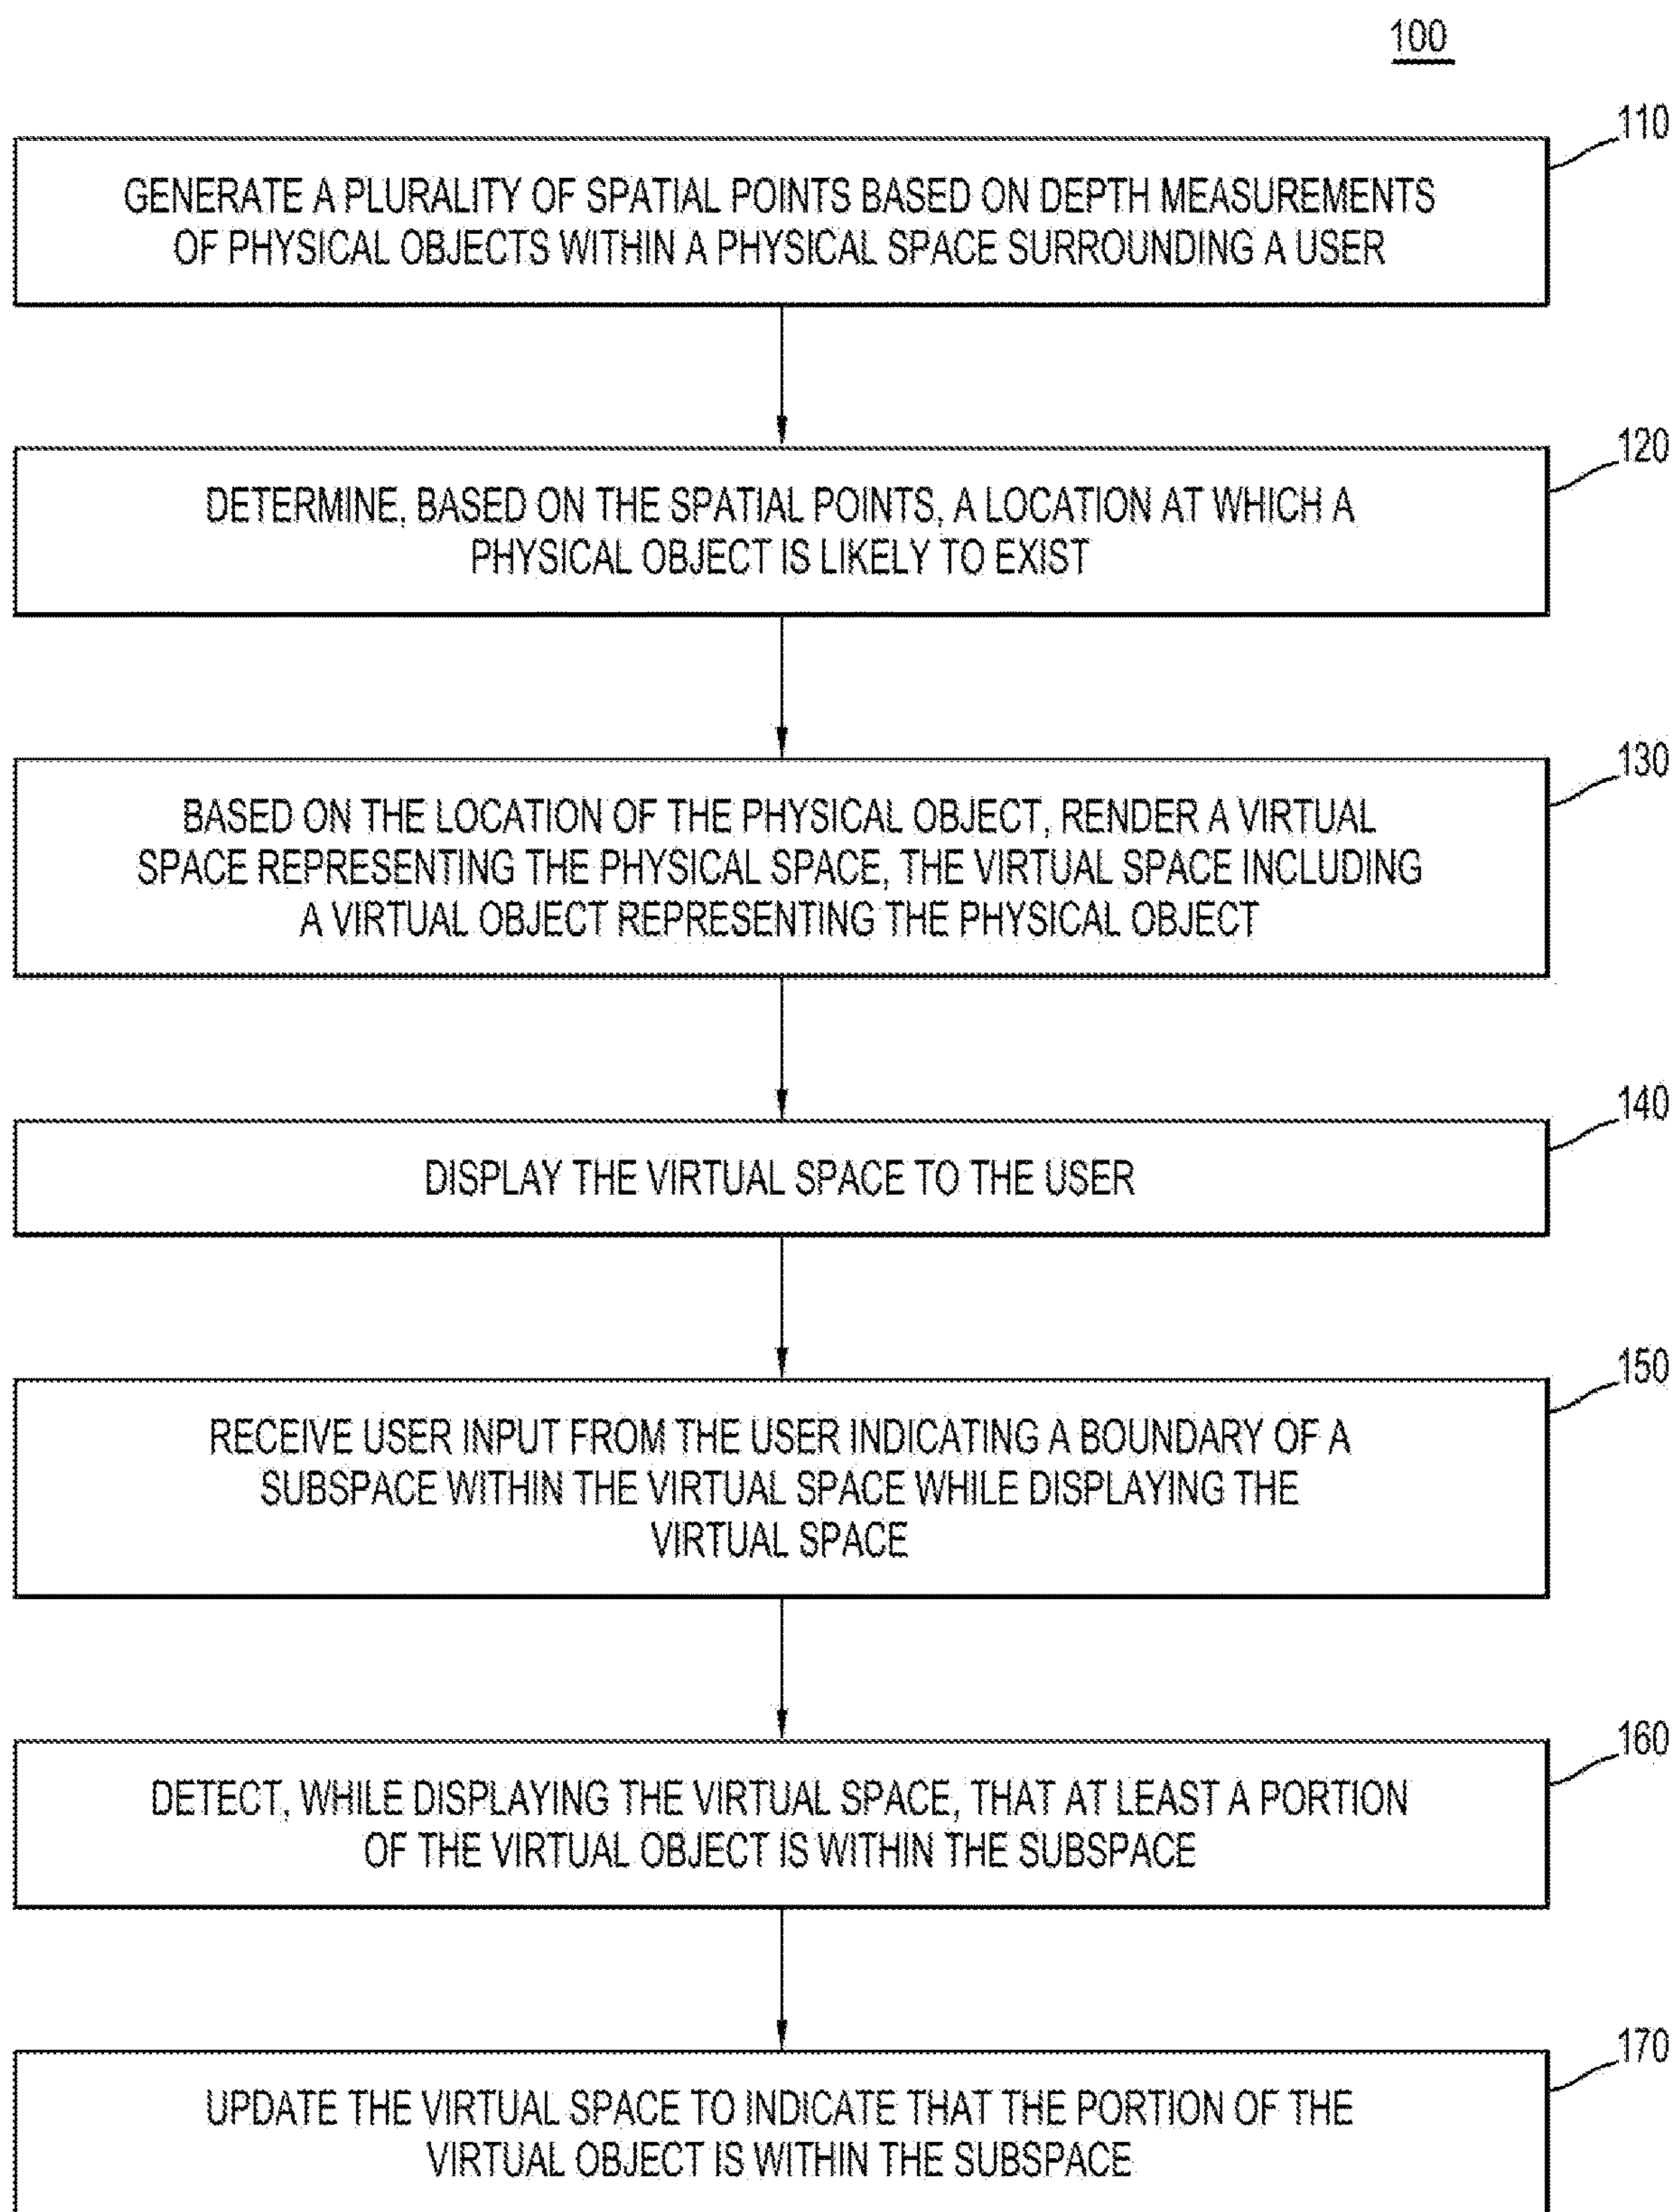 100
110
GENERATE A PLURALITY OF SPATIAL POINTS BASED ON DEPTH MEASUREMENTS
OF PHYSICAL OBJECTS WITHIN A PHYSICAL SPACE SURROUNDING A USER
120
DETERMINE, BASED ON THE SPATIAL POINTS, A LOCATION AT WHICH A
PHYSICAL OBJECT IS LIKELY TO EXIST
130
BASED ON THE LOCATION OF THE PHYSICAL OBJECT, RENDER A VIRTUAL
SPACE REPRESENTING THE PHYSICAL SPACE, THE VIRTUAL SPACE INCLUDING
A VIRTUAL OBJECT REPRESENTING THE PHYSICAL OBJECT
140
DISPLAY THE VIRTUAL SPACE TO THE USER
150
RECEIVE USER INPUT FROM THE USER INDICATING A BOUNDARY OF A
SUBSPACE WITHIN THE VIRTUAL SPACE WHILE DISPLAYING THE
VIRTUAL SPACE
160
DETECT, WHILE DISPLAYING THE VIRTUAL SPACE, THAT AT LEAST A PORTION
OF THE VIRTUAL OBJECT IS WITHIN THE SUBSPACE
170
UPDATE THE VIRTUAL SPACE TO INDICATE THAT THE PORTION OF THE
VIRTUAL OBJECT IS WITHIN THE SUBSPACE